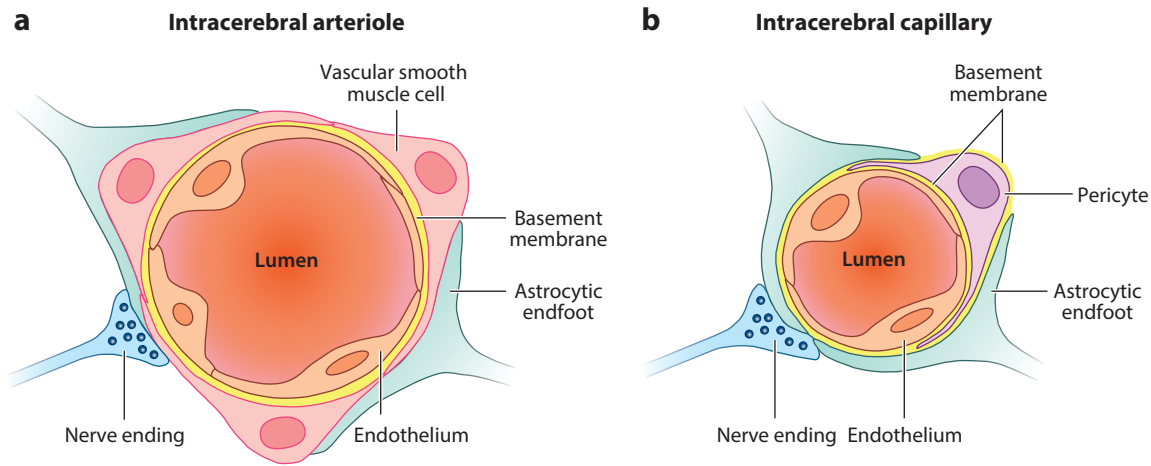 a
Intracerebral arteriole
Vascular smooth
muscle cell
Lumen
Basement
membrane
Astrocytic
endfoot
Nerve ending
Endothelium
b
Intracerebral capillary
Basement
membrane
Pericyte
Lumen
Astrocytic
endfoot
Nerve ending
Endothelium